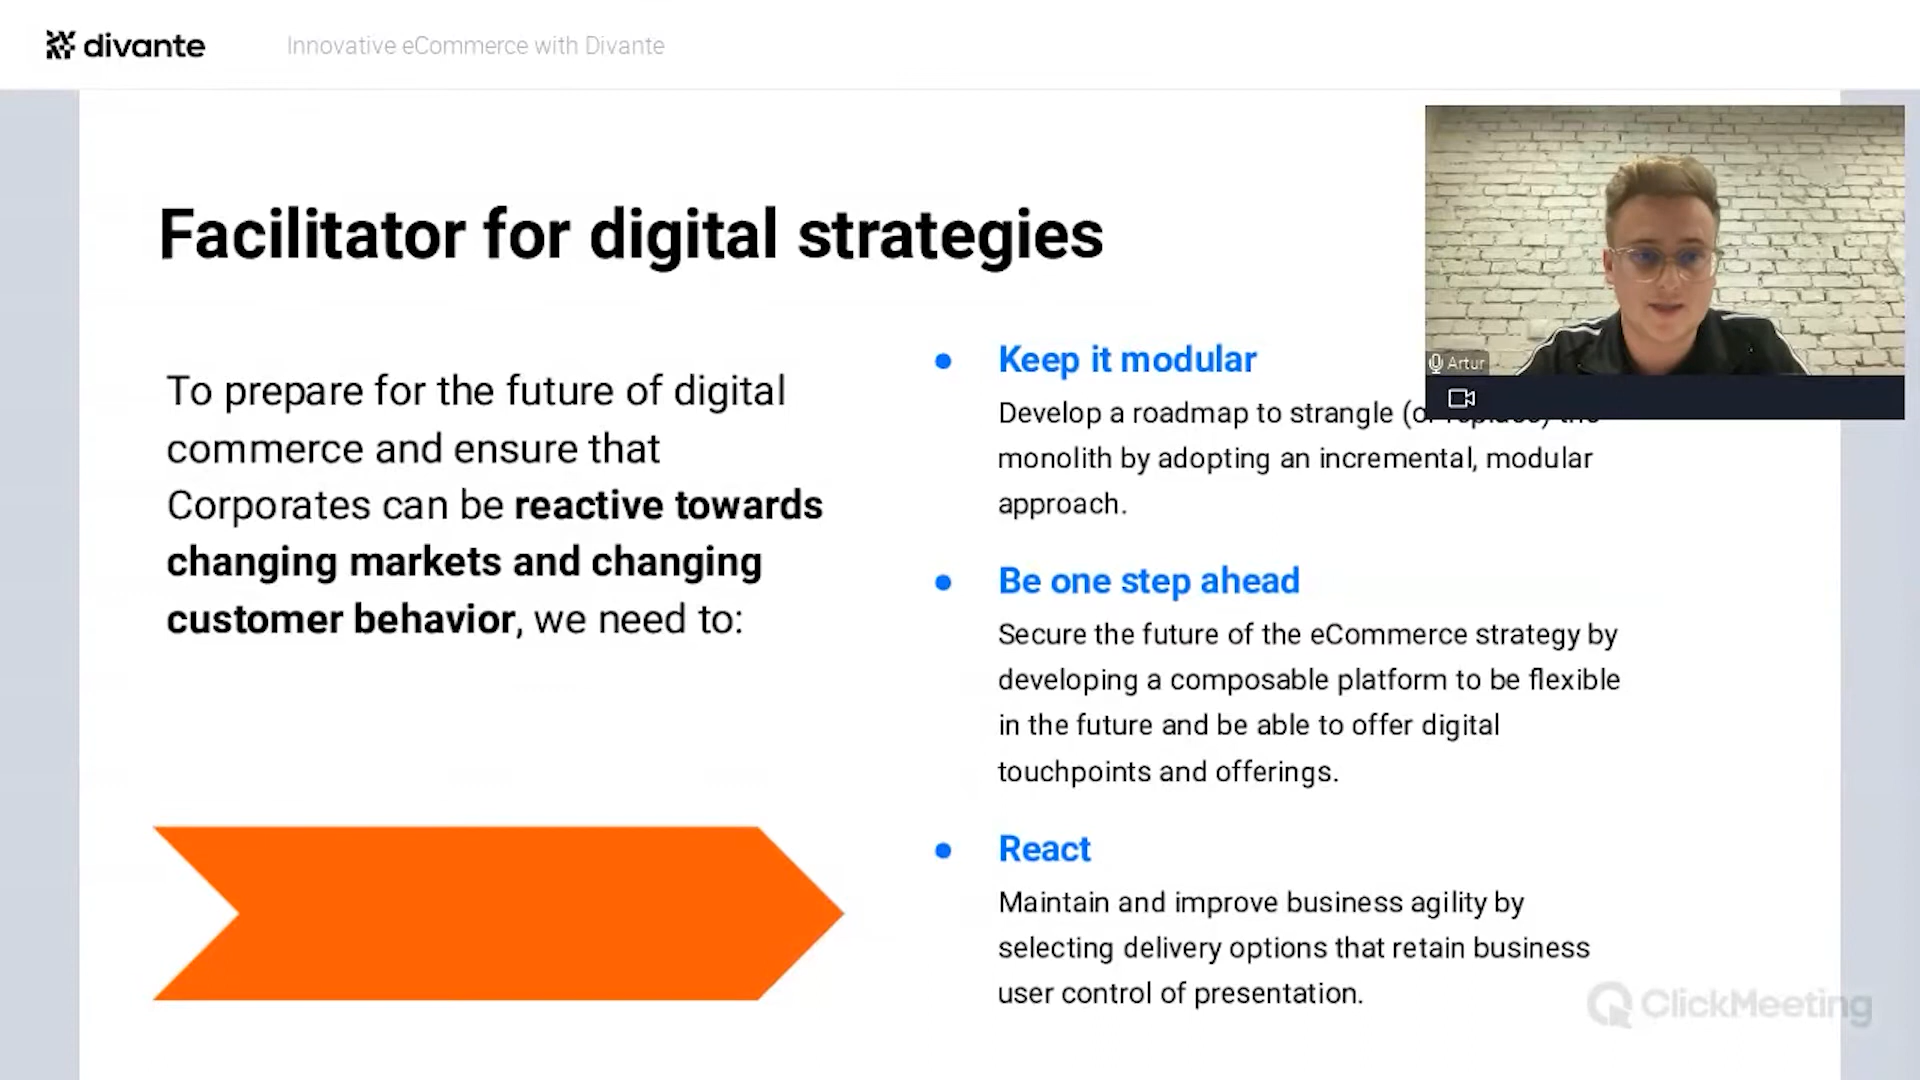 divante
Innovative eCommerce with Divante
Facilitator for digital strategies
To prepare for the future of digital
commerce and ensure that
Corporates can be reactive towards
changing markets and changing
customer behavior, we need to:
Keep it modular
Develop a roadmap to strangle (or replace) the
monolith by adopting an incremental, modular
approach.
Be one step ahead
Secure the future of the eCommerce strategy by
developing a composable platform to be flexible
in the future and be able to offer digital
touchpoints and offerings.
React
Maintain and improve business agility by
selecting delivery options that retain business
user control of presentation.
Artur
ClickMeeting